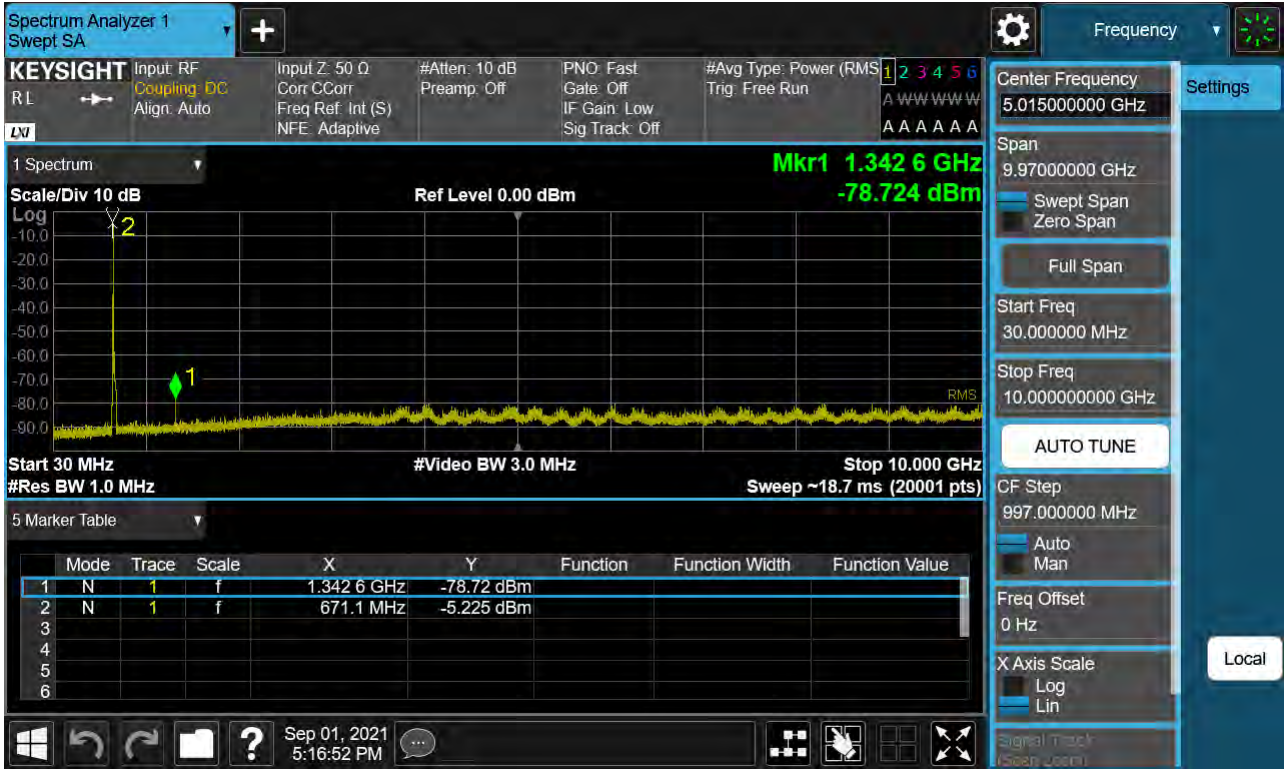 Spectrum Analyzer 1
Swept SA
+
Frequency
KEYSIGHT
RL
LXI
Input: RF
Coupling: DC
Align: Auto
Input Z: 50 Ω
Corr CCorr
Freq Ref: Int (S)
NFE: Adaptive
#Atten: 10 dB
Preamp: Off
PNO: Fast
Gate: Off
IF Gain: Low
Sig Track: Off
#Avg Type: Power (RMS
Trig: Free Run
1 2 3 4 5 6
A W W W W W
A A A A A A
1 Spectrum
Mkr1 1.342 6 GHz
Scale/Div 10 dB
Ref Level 0.00 dBm
-78.724 dBm
Log
2
-10.0
-20.0
-30.0
-40.0
-50.0
-60.0
-70.0
1
-80.0
RMS
-90.0
Start 30 MHz
#Video BW 3.0 MHz
Stop 10.000 GHz
#Res BW 1.0 MHz
Sweep ~18.7 ms (20001 pts)
5 Marker Table
Mode Trace Scale X Y Function Function Width Function Value
1 N 1 f 1.342 6 GHz -78.72 dBm
2 N 1 f 671.1 MHz -5.225 dBm
3
4
5
6
?
Sep 01, 2021
5:16:52 PM
Center Frequency
5.015000000 GHz
Settings
Span
9.97000000 GHz
Swept Span
Zero Span
Full Span
Start Freq
30.000000 MHz
Stop Freq
10.000000000 GHz
AUTO TUNE
CF Step
997.000000 MHz
Auto
Man
Freq Offset
0 Hz
X Axis Scale
Log
Lin
Local
Signal Track
(Span Zoom)